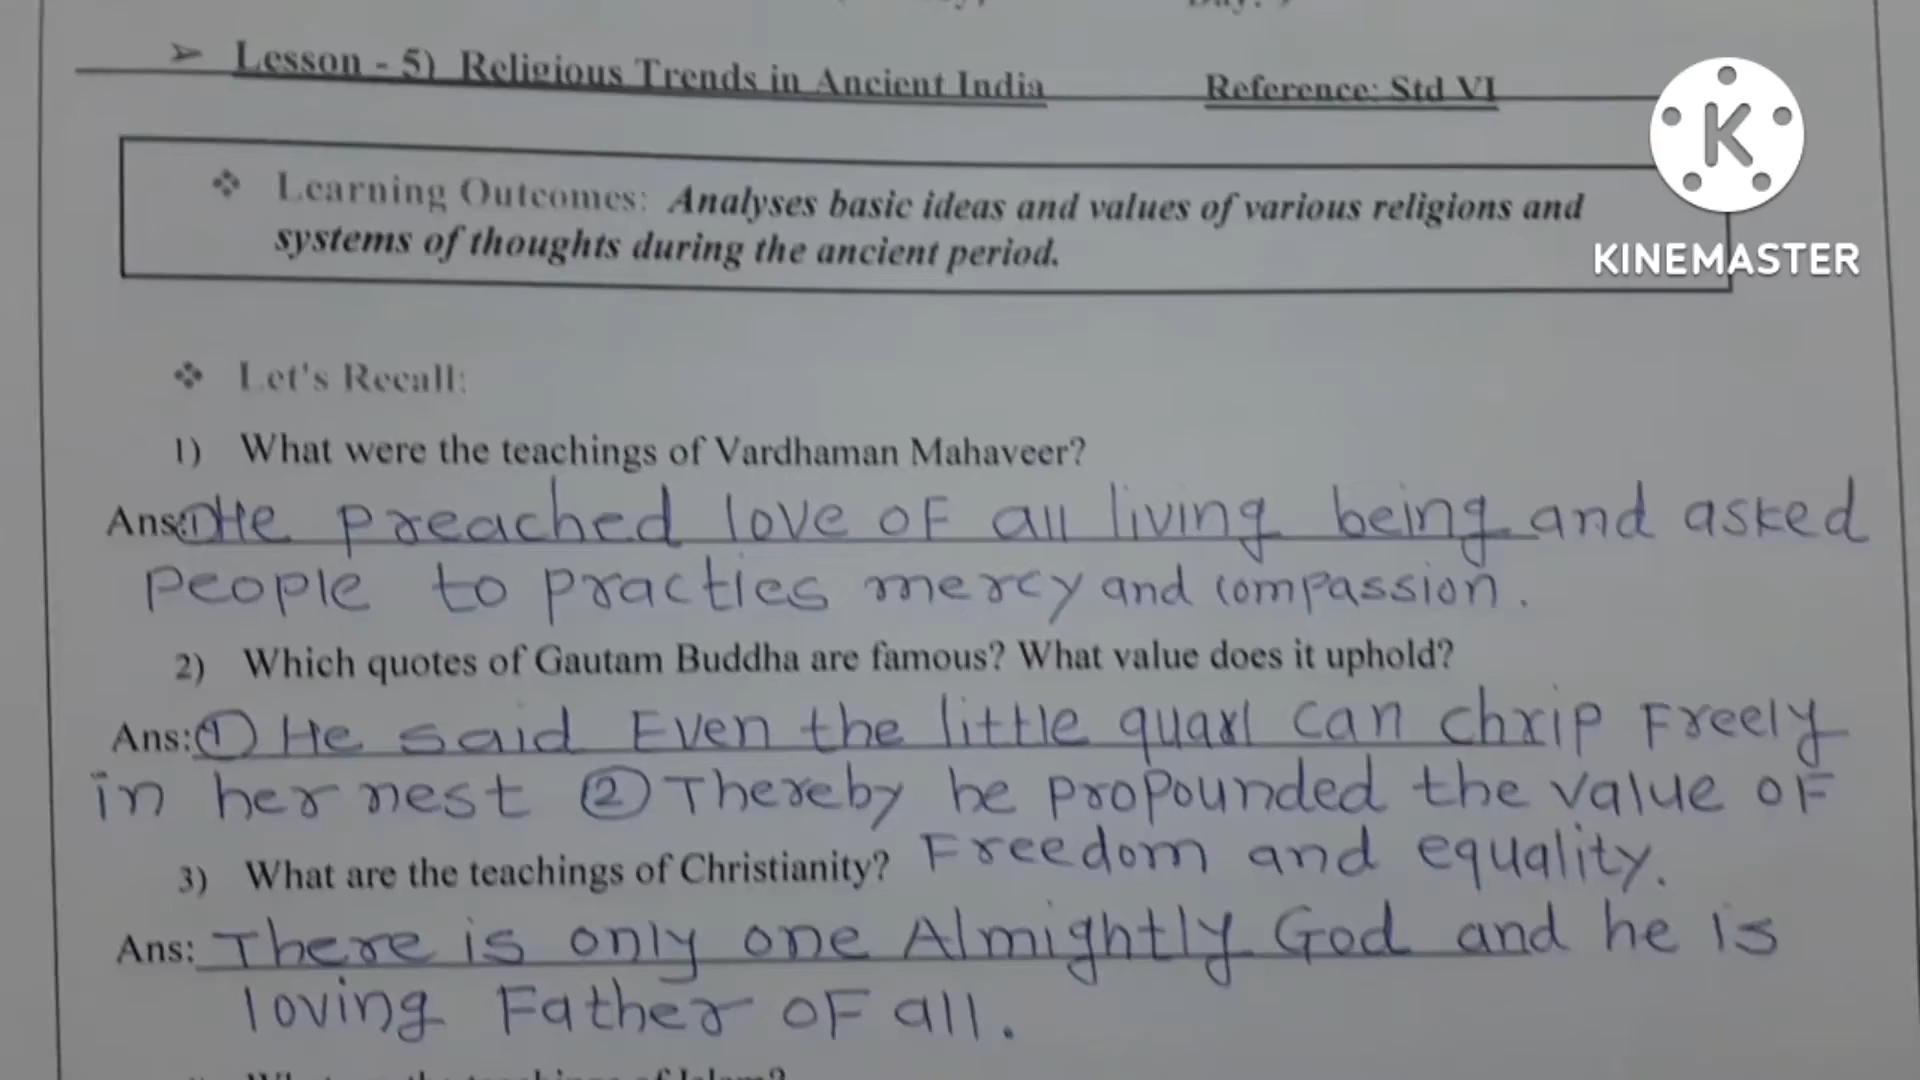 ➢ Lesson - 5) Religious Trends in Ancient India Reference: Std VI
❖ Learning Outcomes: Analyses basic ideas and values of various religions and
systems of thoughts during the ancient period.
K
KINEMASTER
❖ Let's Recall:
1) What were the teachings of Vardhaman Mahaveer?
Ans: ① He preached love of all living being and asked
people to practies mercy and compassion.
2) Which quotes of Gautam Buddha are famous? What value does it uphold?
Ans: ① He said Even the little quarl can chrip Freely
in her nest ② Thereby he propounded the value of
Freedom and equality.
3) What are the teachings of Christianity?
Ans: There is only one Almightly God and he is
loving Father of all.